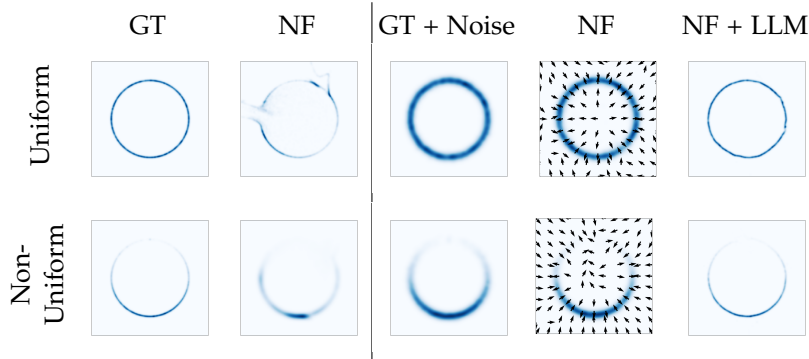 GT NF GT + Noise NF NF + LLM
Uniform
Non-
Uniform